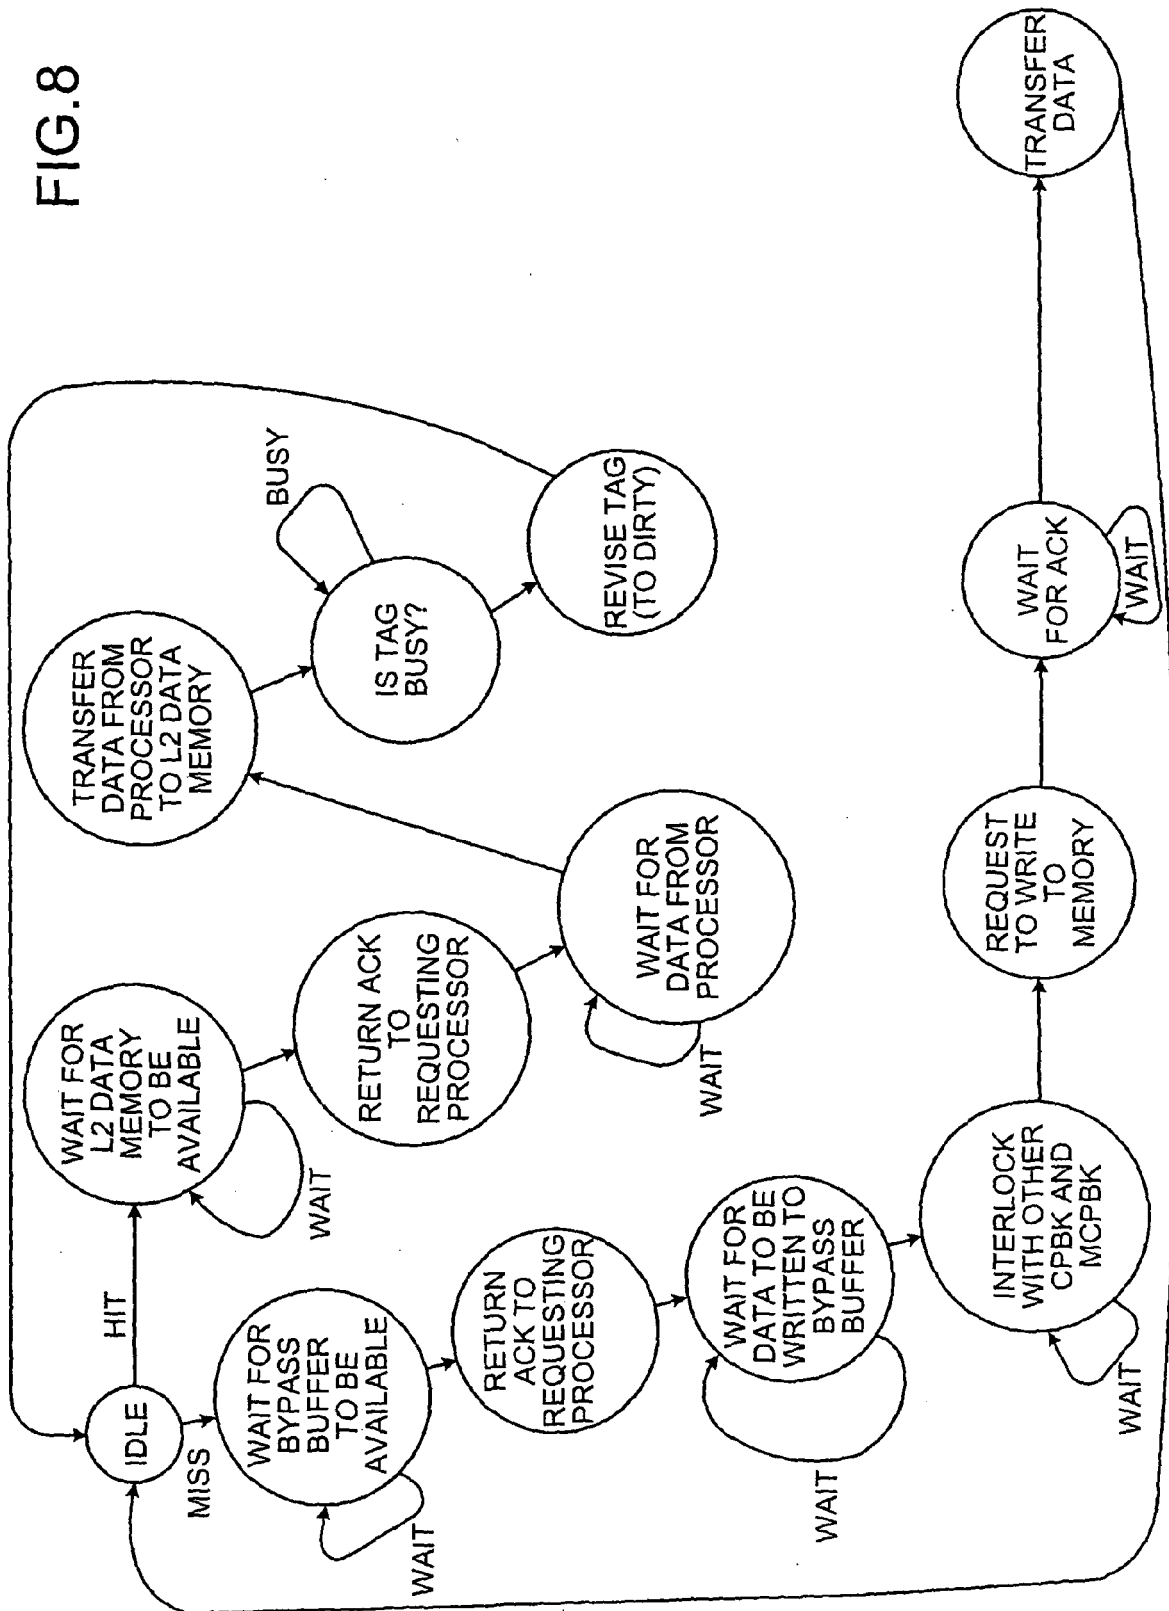 FIG.8
IDLE
HIT
MISS
WAIT FOR
L2 DATA
MEMORY
TO BE
AVAILABLE
WAIT
RETURN ACK
TO
REQUESTING
PROCESSOR
WAIT FOR
DATA FROM
PROCESSOR
WAIT
TRANSFER
DATA FROM
PROCESSOR
TO L2 DATA
MEMORY
IS TAG
BUSY?
BUSY
REVISE TAG
(TO DIRTY)
WAIT FOR
BYPASS
BUFFER
TO BE
AVAILABLE
WAIT
RETURN
ACK TO
REQUESTING
PROCESSOR
WAIT FOR
DATA TO BE
WRITTEN TO
BYPASS
BUFFER
WAIT
INTERLOCK
WITH OTHER
CPBK AND
MCPBK
WAIT
REQUEST
TO WRITE
TO
MEMORY
WAIT
FOR ACK
WAIT
TRANSFER
DATA